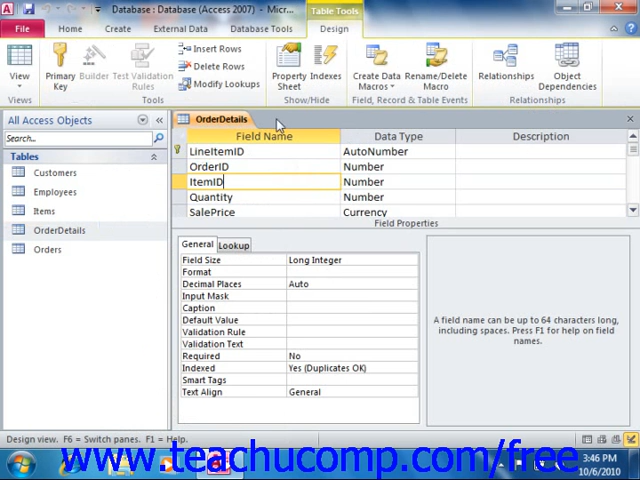 Database : Database (Access 2007) - Micr...
Table Tools
File
Home
Create
External Data
Database Tools
Design
View
Primary Key
Builder
Test Validation Rules
Insert Rows
Delete Rows
Modify Lookups
Property Sheet
Indexes
Create Data Macros
Rename/Delete Macro
Relationships
Object Dependencies
Views
Tools
Show/Hide
Field, Record & Table Events
Relationships
All Access Objects
Search...
Tables
Customers
Employees
Items
OrderDetails
Orders
OrderDetails
Field Name Data Type Description
LineItemID AutoNumber
OrderID Number
ItemID Number
Quantity Number
SalePrice Currency
Field Properties
General Lookup
Field Size Long Integer
Format
Decimal Places Auto
Input Mask
Caption
Default Value
Validation Rule
Validation Text
Required No
Indexed Yes (Duplicates OK)
Smart Tags
Text Align General
A field name can be up to 64 characters long,
including spaces. Press F1 for help on field
names.
Design view. F6 = Switch panes. F1 = Help.
www.teachucomp.com/free
3:46 PM
10/6/2010